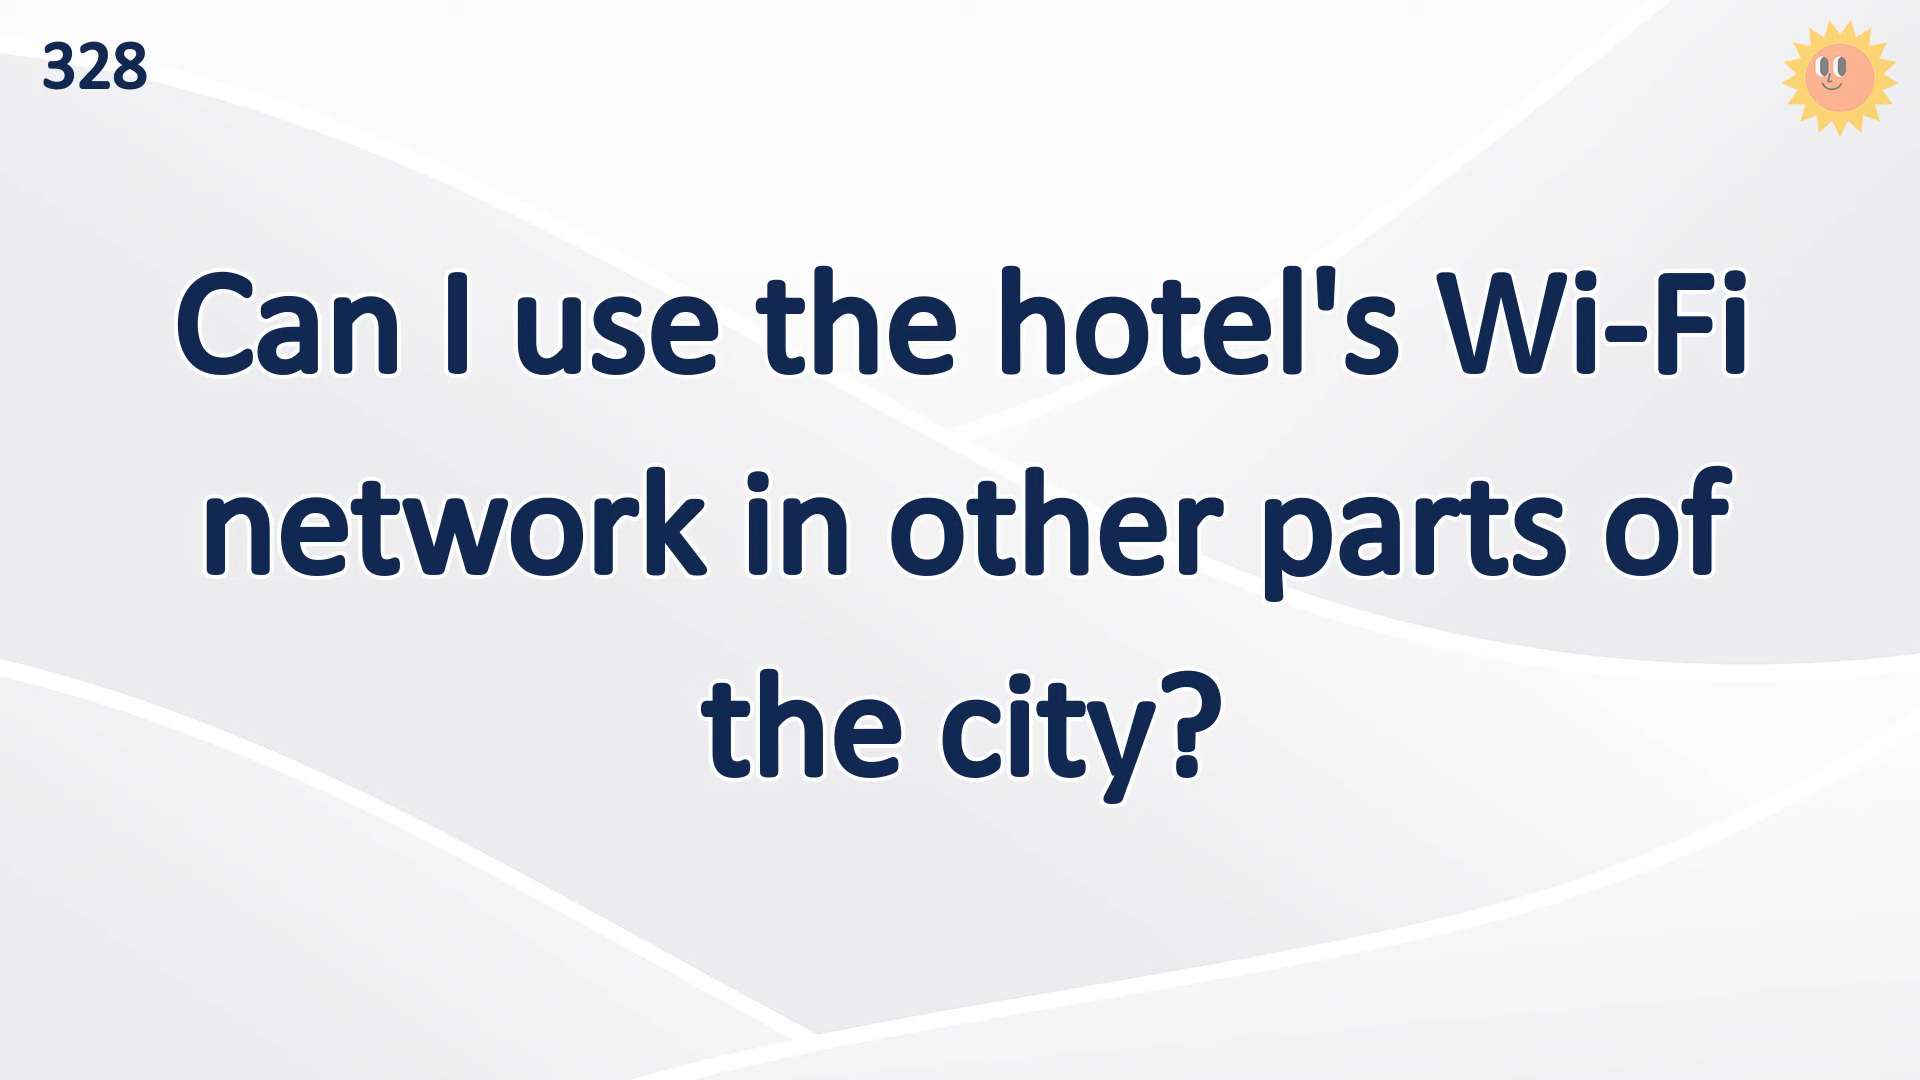 328
Can I use the hotel's Wi-Fi
network in other parts of
the city?